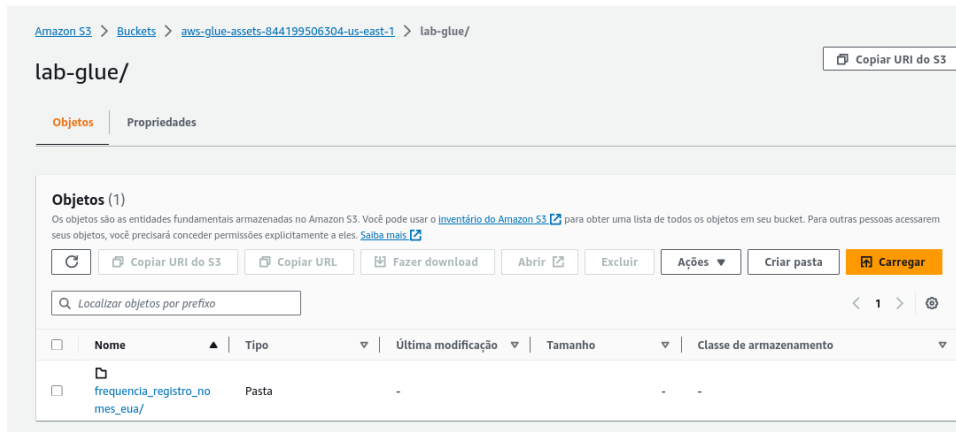 Amazon S3 > Buckets > aws-glue-assets-844199506304-us-east-1 > lab-glue/
lab-glue/
Copiar URI do S3
Objetos Propriedades
Objetos (1)
Os objetos são as entidades fundamentais armazenadas no Amazon S3. Você pode usar o inventário do Amazon S3 para obter uma lista de todos os objetos em seu bucket. Para outras pessoas acessarem
seus objetos, você precisará conceder permissões explicitamente a eles. Saiba mais
Copiar URI do S3 Copiar URL Fazer download Abrir Excluir Ações Criar pasta Carregar
Localizar objetos por prefixo
< 1 >
Nome Tipo Última modificação Tamanho Classe de armazenamento
frequencia_registro_no
mes_eua/
Pasta - - -